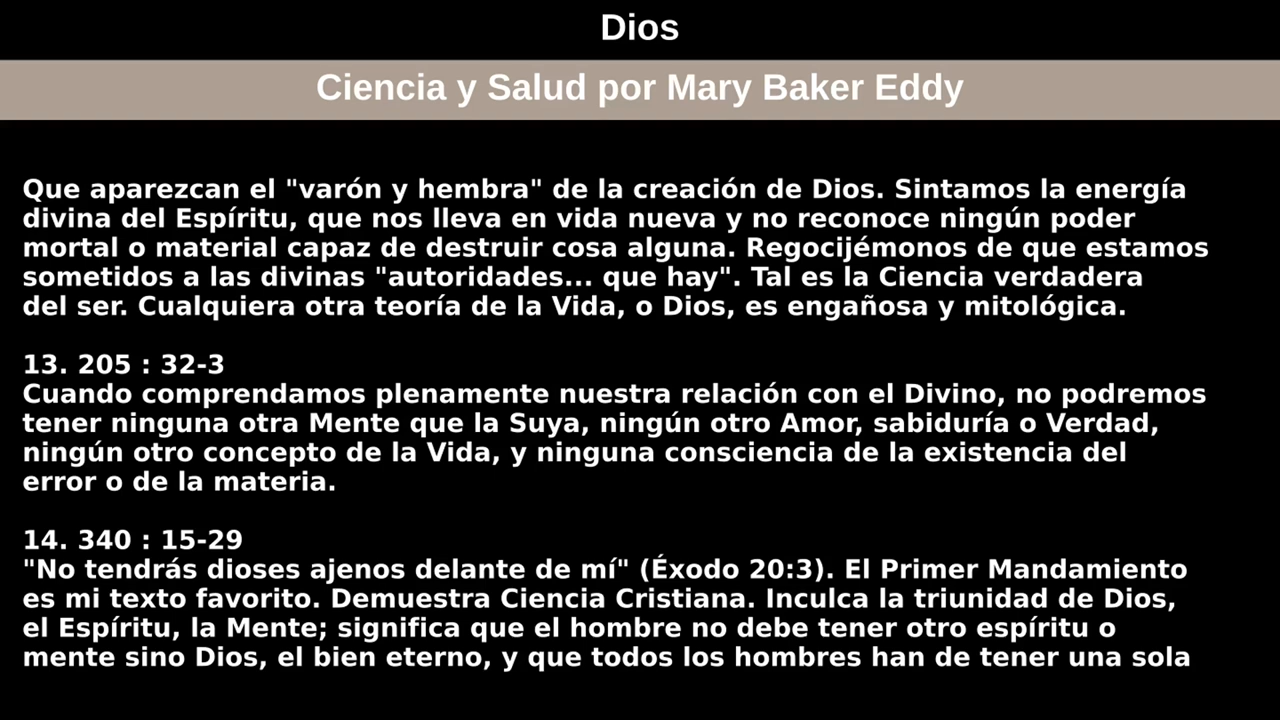 Dios
Ciencia y Salud por Mary Baker Eddy
Que aparezcan el "varón y hembra" de la creación de Dios. Sintamos la energía
divina del Espíritu, que nos lleva en vida nueva y no reconoce ningún poder
mortal o material capaz de destruir cosa alguna. Regocijémonos de que estamos
sometidos a las divinas "autoridades... que hay". Tal es la Ciencia verdadera
del ser. Cualquiera otra teoría de la Vida, o Dios, es engañosa y mitológica.
13. 205 : 32-3
Cuando comprendamos plenamente nuestra relación con el Divino, no podremos
tener ninguna otra Mente que la Suya, ningún otro Amor, sabiduría o Verdad,
ningún otro concepto de la Vida, y ninguna consciencia de la existencia del
error o de la materia.
14. 340 : 15-29
"No tendrás dioses ajenos delante de mí" (Éxodo 20:3). El Primer Mandamiento
es mi texto favorito. Demuestra Ciencia Cristiana. Inculca la triunidad de Dios,
el Espíritu, la Mente; significa que el hombre no debe tener otro espíritu o
mente sino Dios, el bien eterno, y que todos los hombres han de tener una sola